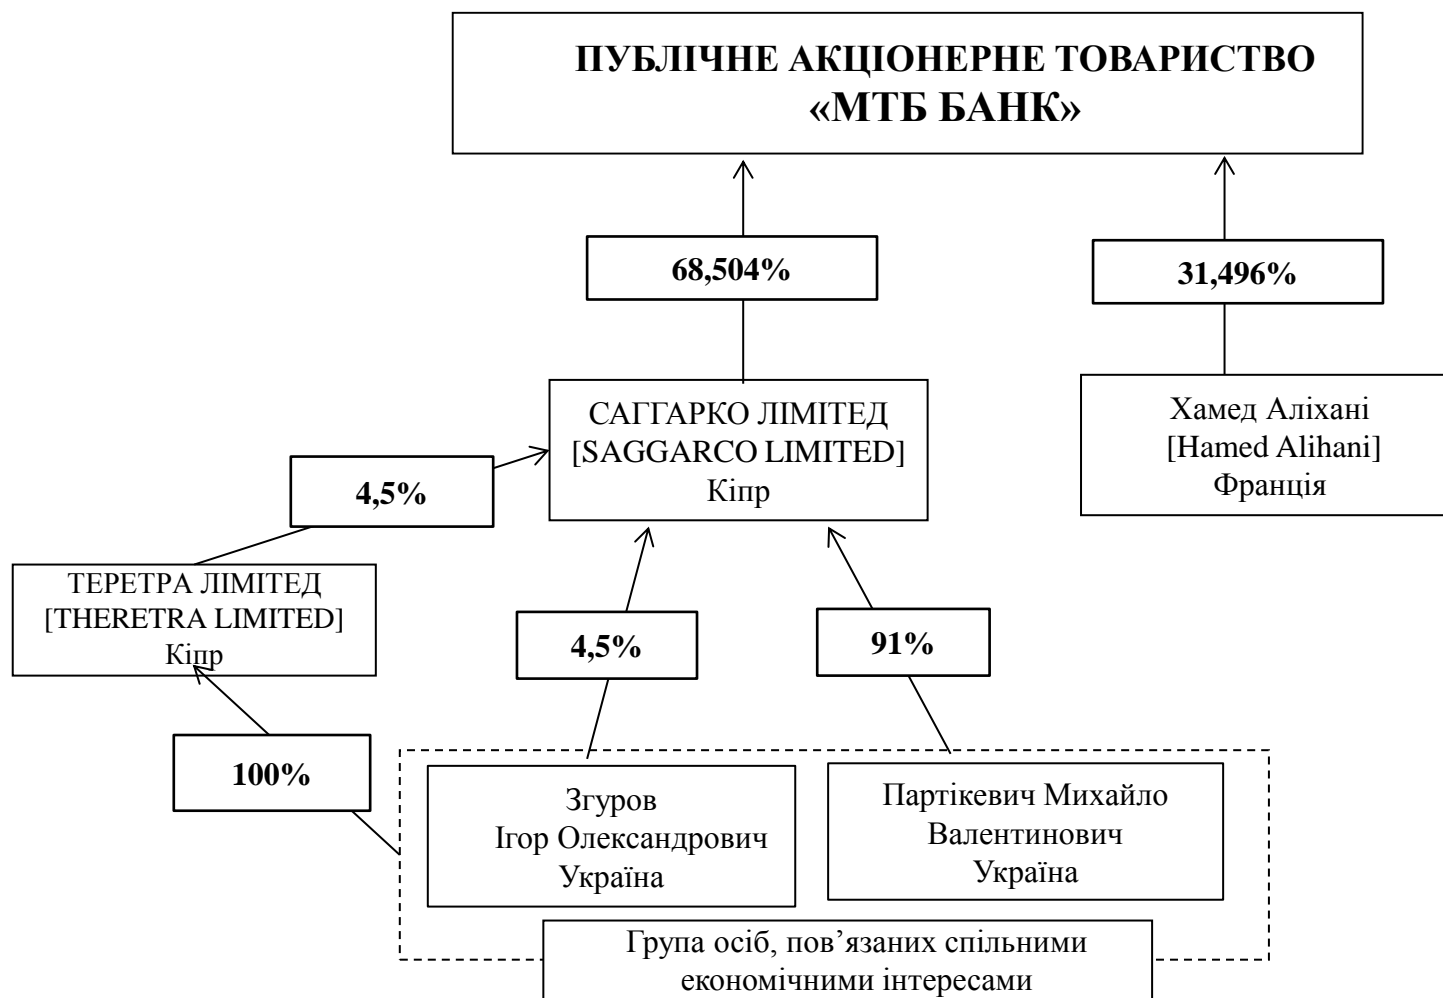 ПУБЛІЧНЕ АКЦІОНЕРНЕ ТОВАРИСТВО
«МТБ БАНК»
68,504%
31,496%
САГГАРКО ЛІМІТЕД
[SAGGARCO LIMITED]
Кіпр
Хамед Аліхані
[Hamed Alihani]
Франція
4,5%
ТЕРЕТРА ЛІМІТЕД
[THERETRA LIMITED]
Кіпр
4,5%
91%
100%
Згуров
Ігор Олександрович
Україна
Партікевич Михайло
Валентинович
Україна
Група осіб, пов’язаних спільними
економічними інтересами